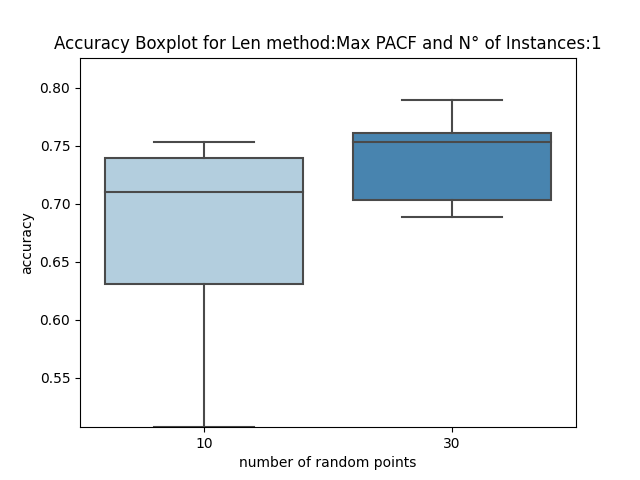 Accuracy Boxplot for Len method:Max PACF and N° of Instances:1
0.80
0.75
0.70
0.65
0.60
0.55
accuracy
10 30
number of random points